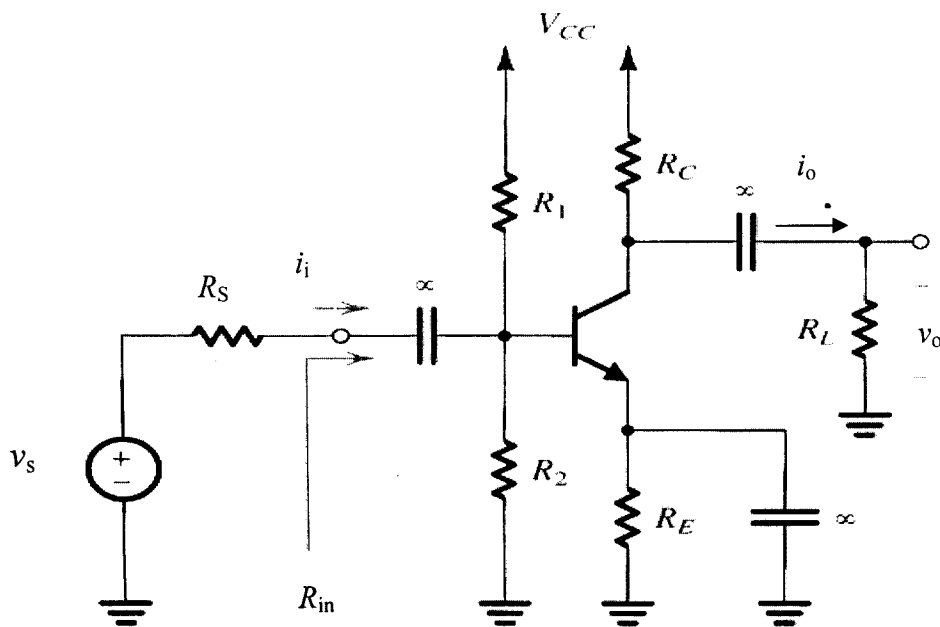 V_CC
R_C
i_o
∞
R_1
i_i
R_S
∞
R_L
v_o
v_s
+
−
R_2
R_E
∞
R_in